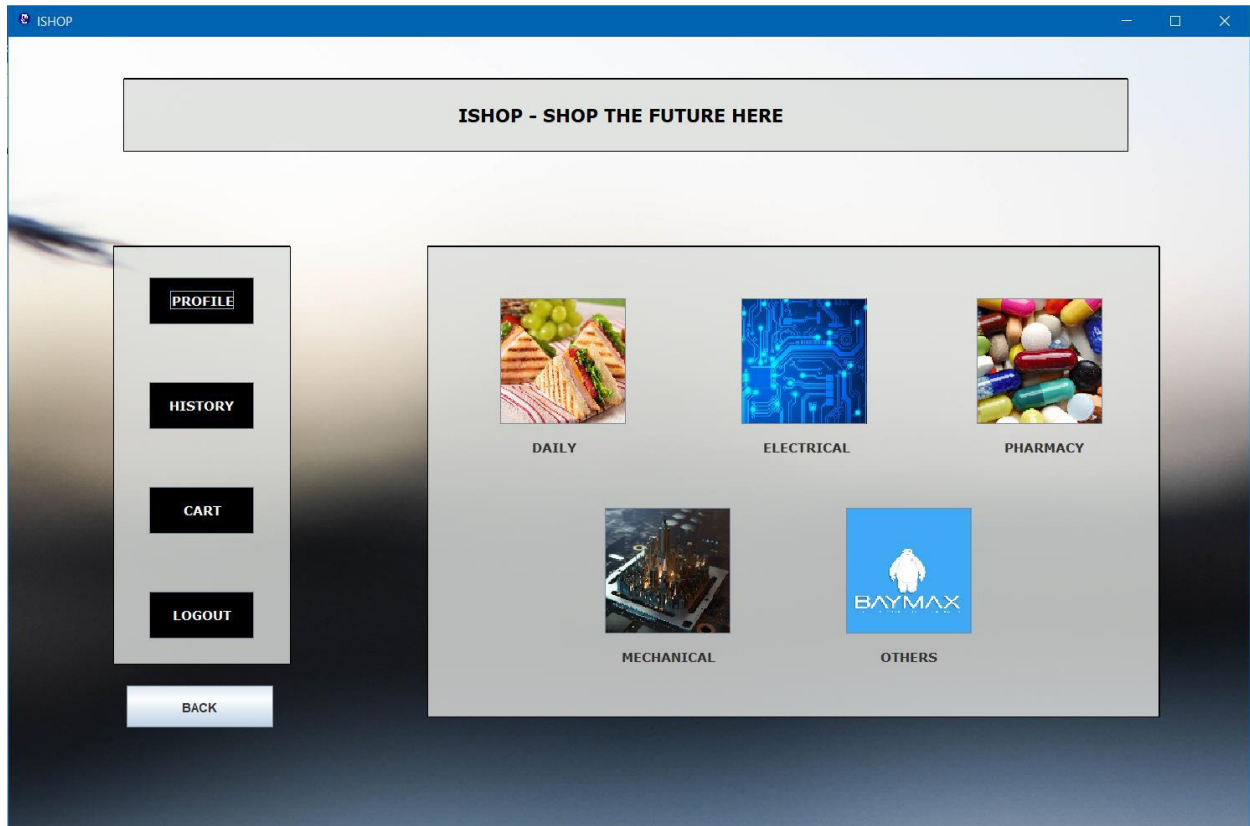 ISHOP
ISHOP - SHOP THE FUTURE HERE
PROFILE
HISTORY
CART
LOGOUT
BACK
DAILY
ELECTRICAL
PHARMACY
BAYMAX
MECHANICAL
OTHERS